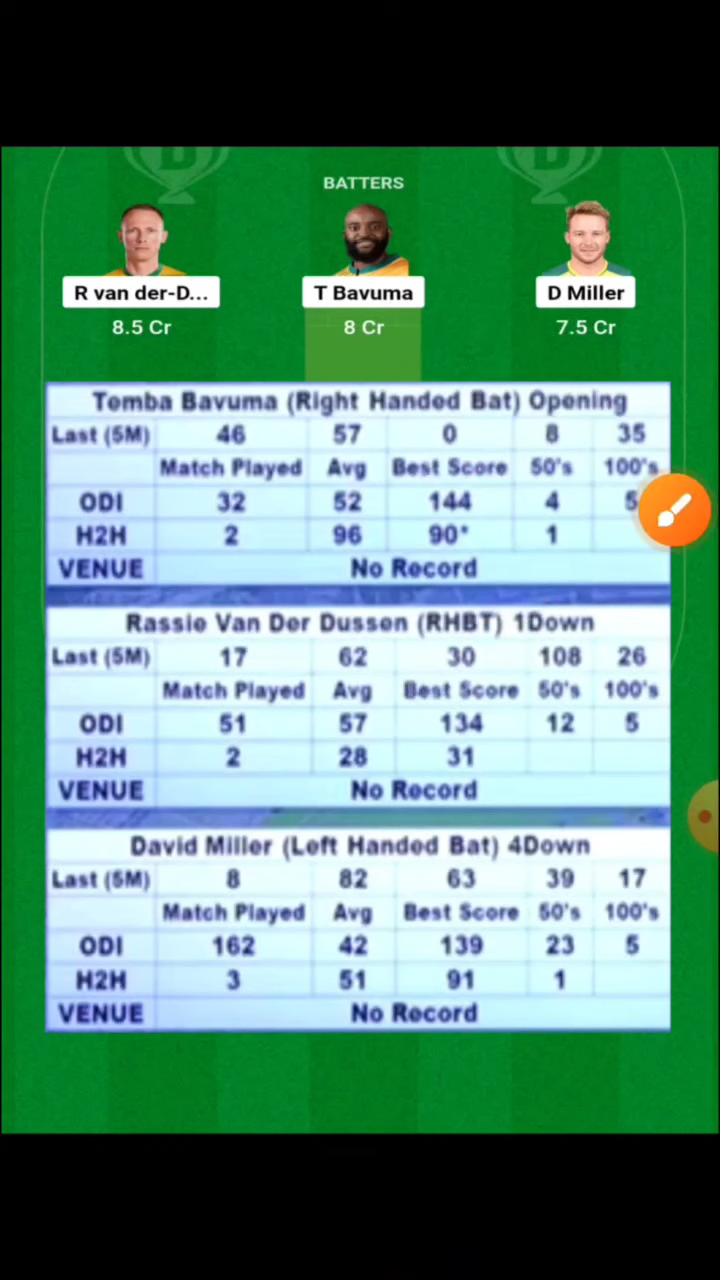 BATTERS
R van der-D... T Bavuma D Miller
8.5 Cr 8 Cr 7.5 Cr
Temba Bavuma (Right Handed Bat) Opening
Last (5M) 46 57 0 8 35
Match Played Avg Best Score 50's 100's
ODI 32 52 144 4 5
H2H 2 96 90* 1
VENUE No Record
Rassie Van Der Dussen (RHBT) 1Down
Last (5M) 17 62 30 108 26
Match Played Avg Best Score 50's 100's
ODI 51 57 134 12 5
H2H 2 28 31
VENUE No Record
David Miller (Left Handed Bat) 4Down
Last (5M) 8 82 63 39 17
Match Played Avg Best Score 50's 100's
ODI 162 42 139 23 5
H2H 3 51 91 1
VENUE No Record